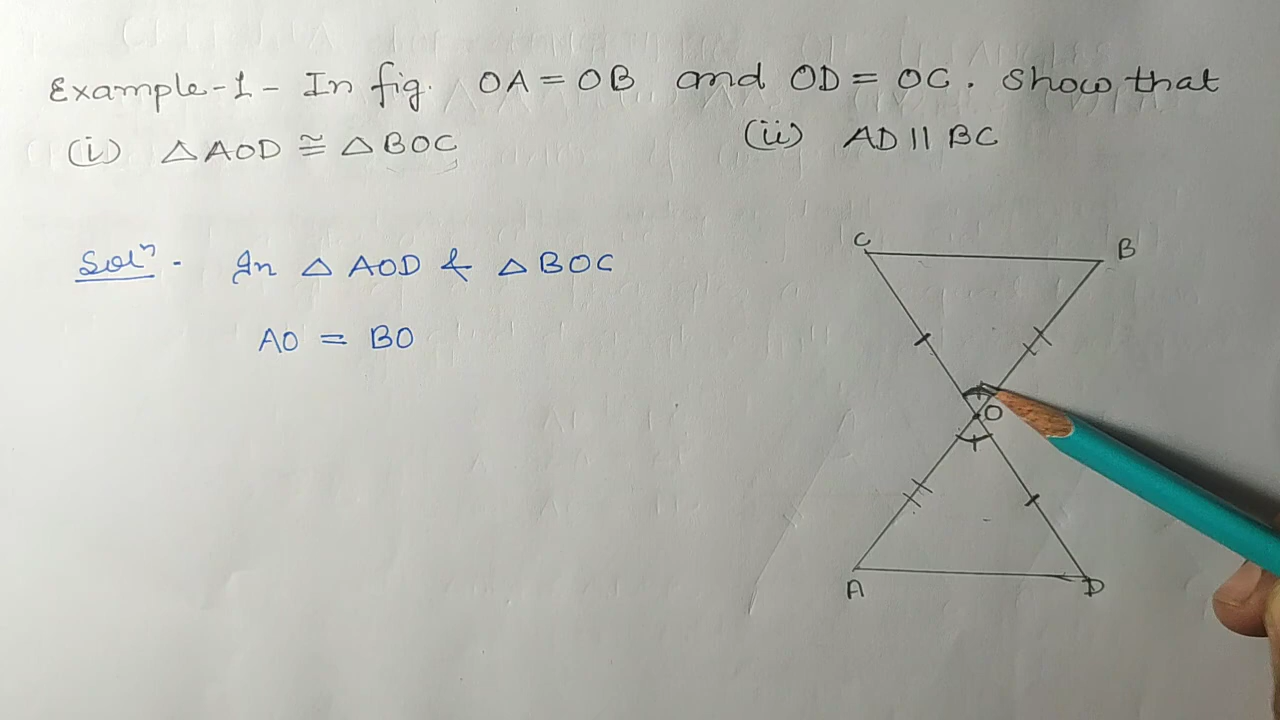 Example-1- In fig. OA = OB and OD = OC. Show that
(i) △AOD ≅ △BOC (ii) AD || BC
Solⁿ. In △ AOD & △ BOC
AO = BO
C
B
O
A
D